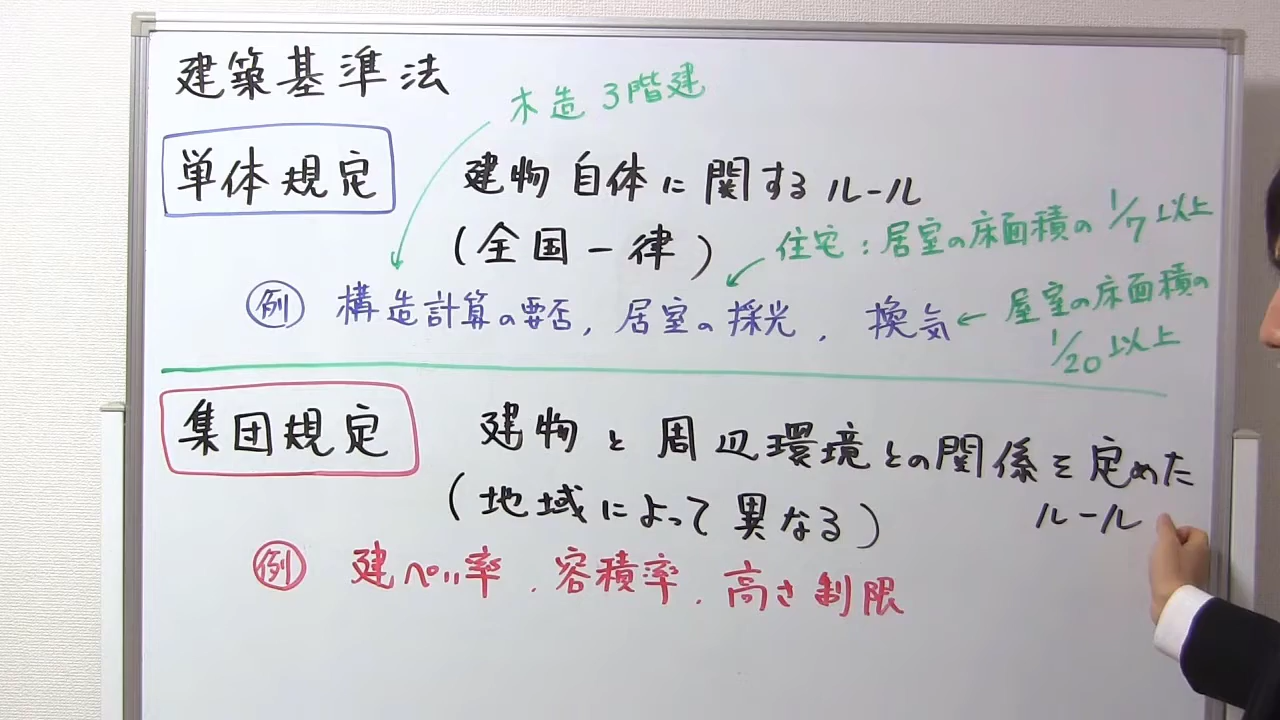 建築基準法
木造3階建
単体規定
建物自体に関するルール
(全国一律)
住宅:居室の床面積の1/7以上
例 構造計算の要否, 居室の採光, 換気
屋室の床面積の
1/20以上
集団規定
建物と周辺環境との関係を定めた
ルール
(地域によって異なる)
例 建ペい率, 容積率, 高さ制限